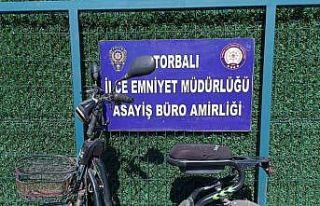 TORBALI
İLÇE EMNİYET MÜDÜRLÜĞÜ
ASAYİŞ BÜRO AMİRLİĞİ